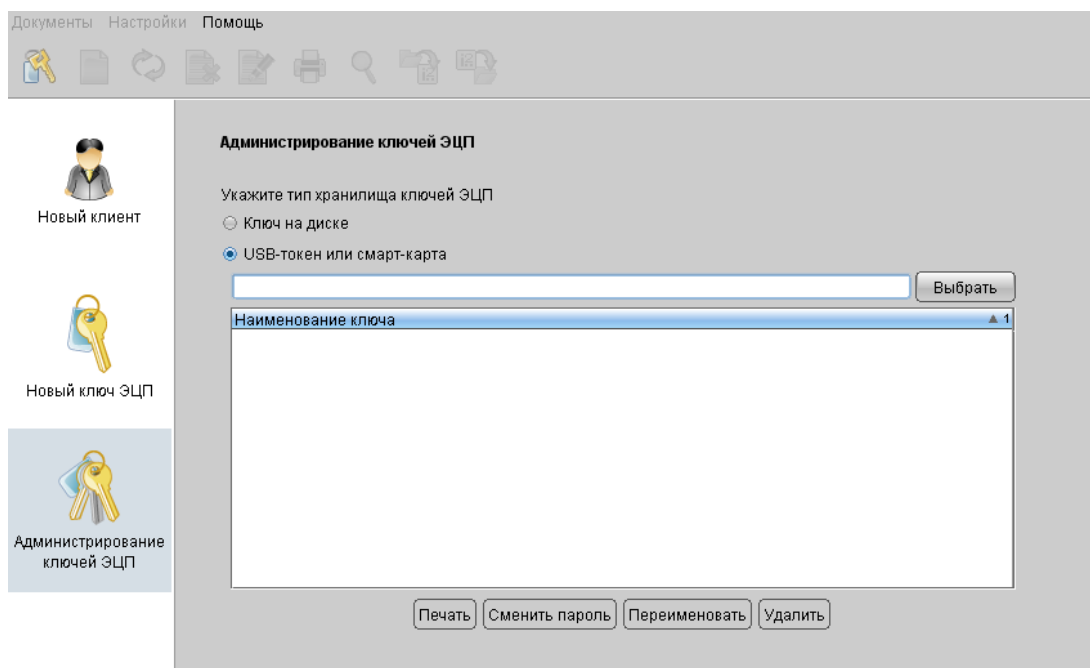 Документы Настройки Помощь
Администрирование ключей ЭЦП
Укажите тип хранилища ключей ЭЦП
Ключ на диске
USB-токен или смарт-карта
Выбрать
Наименование ключа 1
Новый клиент
Новый ключ ЭЦП
Администрирование
ключей ЭЦП
Печать Сменить пароль Переименовать Удалить